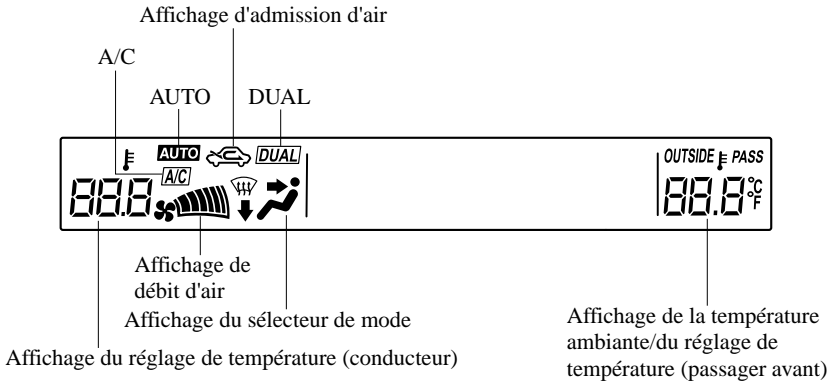 Affichage d'admission d'air
A/C
AUTO DUAL
AUTO DUAL OUTSIDE PASS
A/C
88.8 88.8 °C
°F
Affichage de
débit d'air
Affichage du sélecteur de mode
Affichage du réglage de température (conducteur)
Affichage de la température
ambiante/du réglage de
température (passager avant)